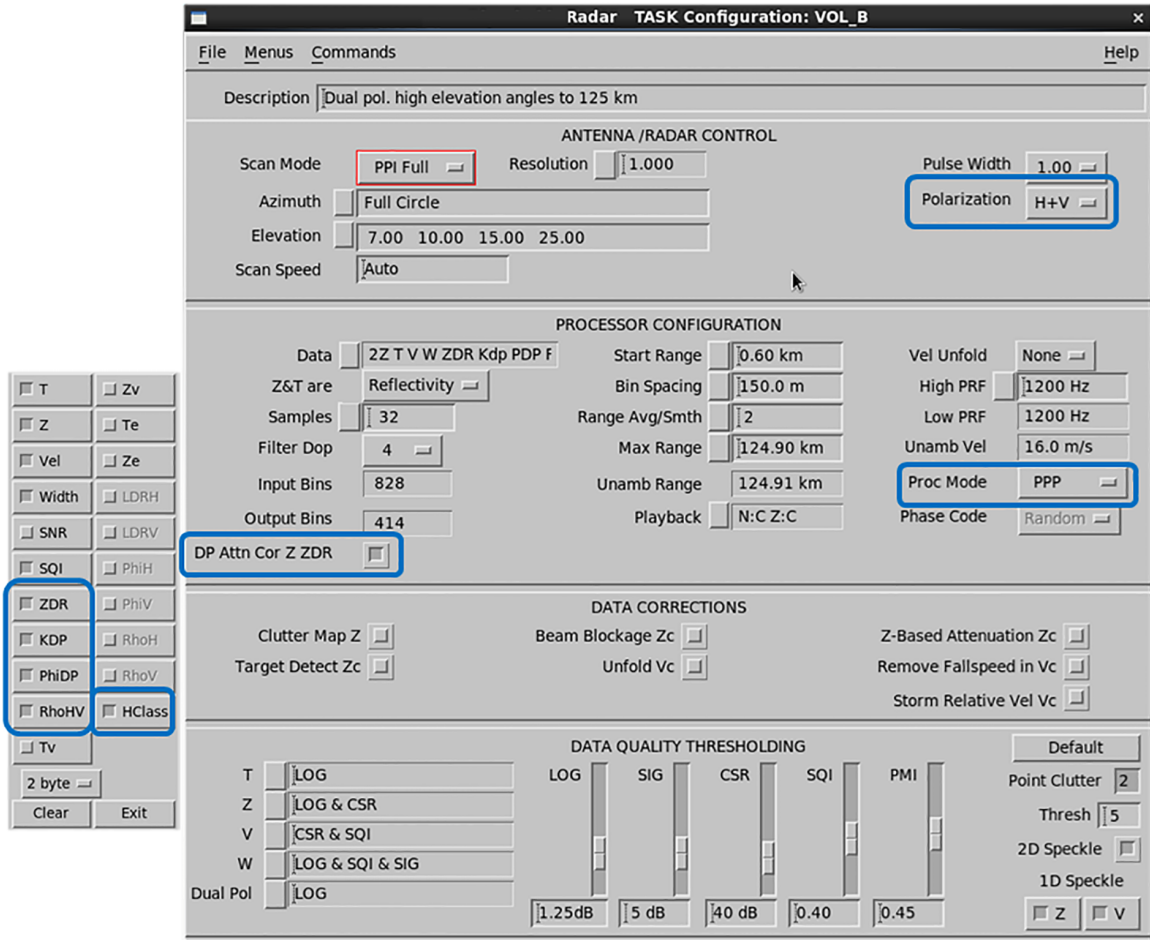 Radar TASK Configuration: VOL_B
File Menus Commands Help
Description Dual pol. high elevation angles to 125 km
ANTENNA /RADAR CONTROL
Scan Mode PPI Full Resolution 1.000 Pulse Width 1.00
Azimuth Full Circle Polarization H+V
Elevation 7.00 10.00 15.00 25.00
Scan Speed Auto
PROCESSOR CONFIGURATION
Data 2Z T V W ZDR Kdp PDP F Start Range 0.60 km Vel Unfold None
Z&T are Reflectivity Bin Spacing 150.0 m High PRF 1200 Hz
Samples 32 Range Avg/Smth 2 Low PRF 1200 Hz
Filter Dop 4 Max Range 124.90 km Unamb Vel 16.0 m/s
Input Bins 828 Unamb Range 124.91 km Proc Mode PPP
Output Bins 414 Playback N:C Z:C Phase Code Random
DP Attn Cor Z ZDR
DATA CORRECTIONS
Clutter Map Z Beam Blockage Zc Z-Based Attenuation Zc
Target Detect Zc Unfold Vc Remove Fallspeed in Vc
Storm Relative Vel Vc
DATA QUALITY THRESHOLDING Default
T LOG LOG SIG CSR SQI PMI Point Clutter 2
Z LOG & CSR Thresh 5
V CSR & SQI 2D Speckle
W LOG & SQI & SIG 1D Speckle
Dual Pol LOG 1.25dB 5 dB 40 dB 0.40 0.45 Z V
T Zv
Z Te
Vel Ze
Width LDRH
SNR LDRV
SQI PhiH
ZDR PhiV
KDP RhoH
PhiDP RhoV
RhoHV HClass
Tv
2 byte
Clear Exit